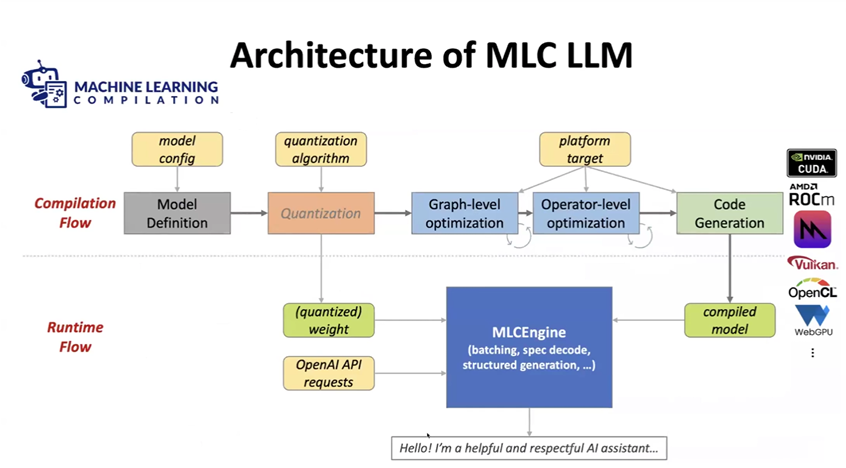 Architecture of MLC LLM
MACHINE LEARNING
COMPILATION
model
config
quantization
algorithm
platform
target
Compilation
Flow
Model
Definition
Quantization
Graph-level
optimization
Operator-level
optimization
Code
Generation
NVIDIA.
CUDA.
AMD
ROCm
Vulkan.
OpenCL
WebGPU
Runtime
Flow
(quantized)
weight
OpenAI API
requests
MLCEngine
(batching, spec decode,
structured generation, …)
compiled
model
Hello! I'm a helpful and respectful AI assistant…